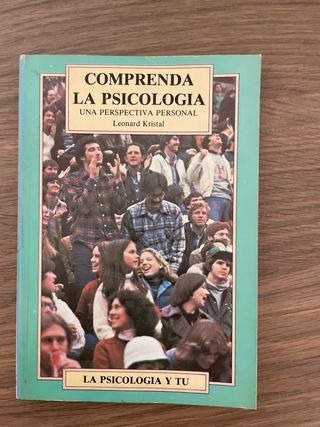 COMPRENDA
LA PSICOLOGIA
UNA PERSPECTIVA PERSONAL
Leonard Kristal
LA PSICOLOGIA Y TU